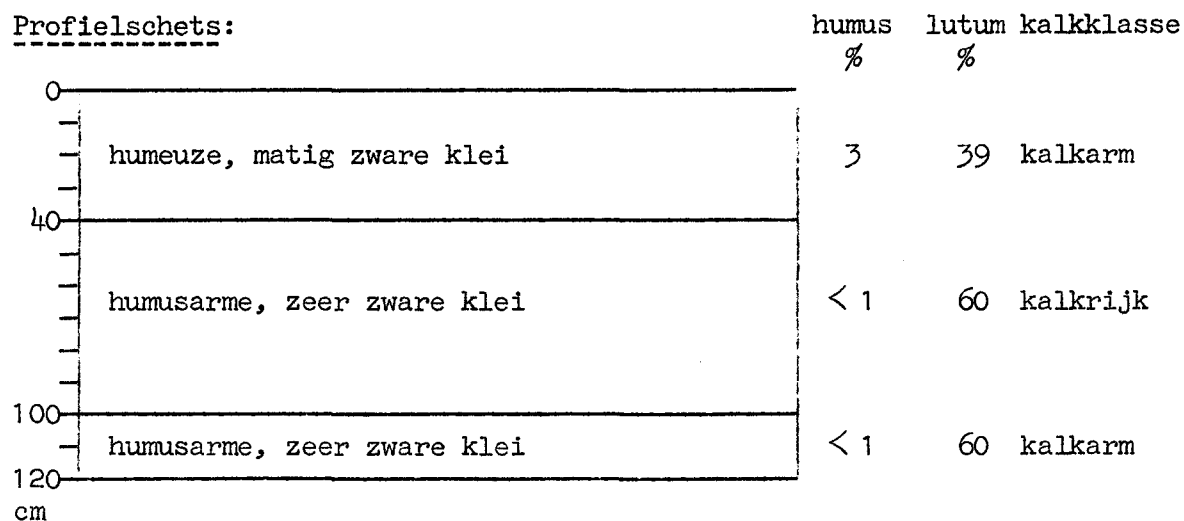 Profielschets: humus lutum kalkklasse
% %
0
humeuze, matig zware klei 3 39 kalkarm
40
humusarme, zeer zware klei < 1 60 kalkrijk
100
humusarme, zeer zware klei < 1 60 kalkarm
120
cm